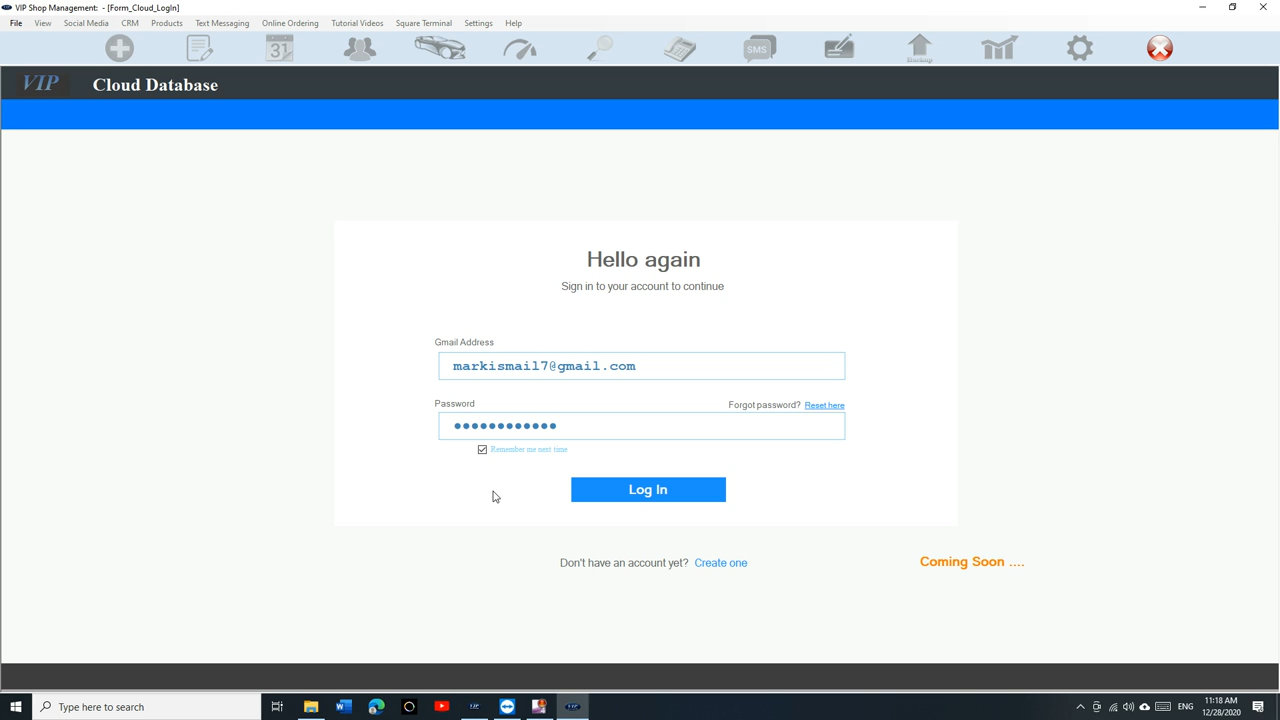 VIP Shop Management: - [Form_Cloud_LogIn]
File View Social Media CRM Products Text Messaging Online Ordering Tutorial Videos Square Terminal Settings Help
31 SMS Backup
VIP Cloud Database
Hello again
Sign in to your account to continue
Gmail Address
markismail7@gmail.com
Password Forgot password? Reset here
Remember me next time
Log In
Don't have an account yet? Create one
Coming Soon ....
Type here to search
ENG
11:18 AM
12/28/2020